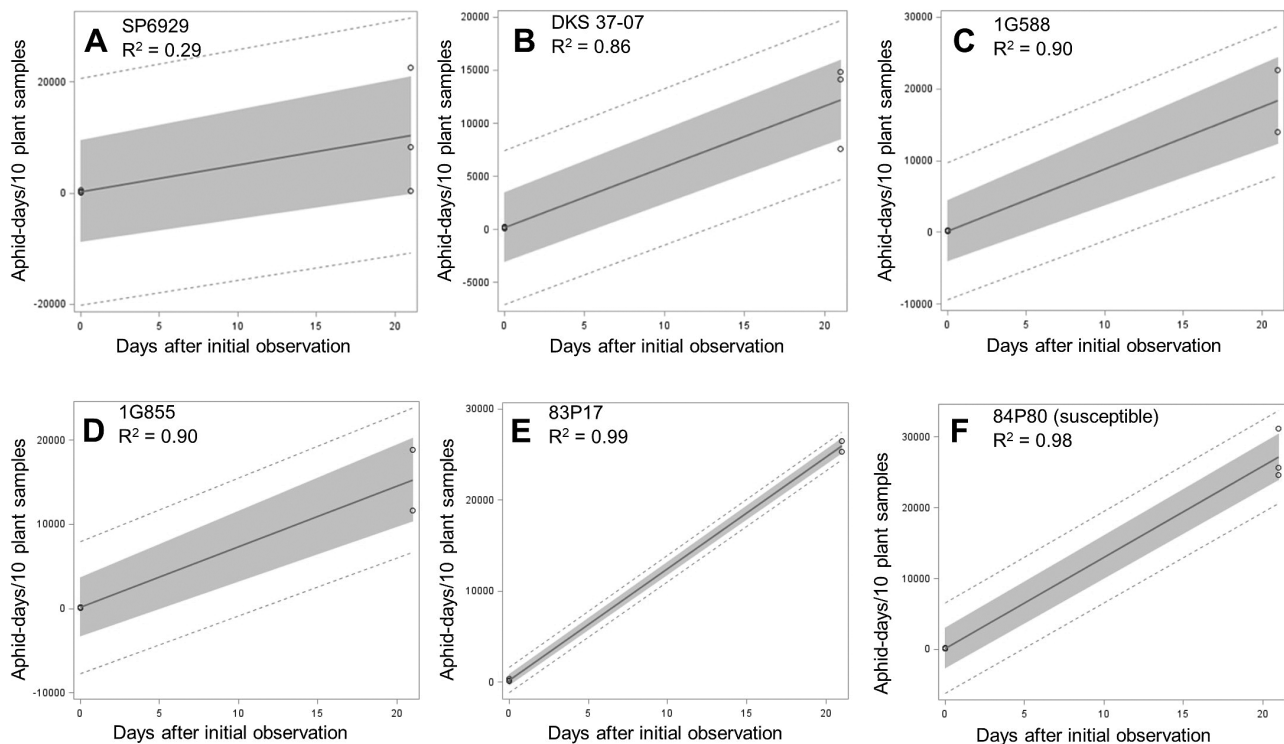 A
SP6929
R² = 0.29
Aphid-days/10 plant samples
20000
0
-20000
0 5 10 15 20
Days after initial observation
B
DKS 37-07
R² = 0.86
Aphid-days/10 plant samples
20000
15000
10000
5000
0
-5000
0 5 10 15 20
Days after initial observation
C
1G588
R² = 0.90
Aphid-days/10 plant samples
30000
20000
10000
0
-10000
0 5 10 15 20
Days after initial observation
D
1G855
R² = 0.90
Aphid-days/10 plant samples
20000
10000
0
-10000
0 5 10 15 20
Days after initial observation
E
83P17
R² = 0.99
Aphid-days/10 plant samples
30000
20000
10000
0
0 5 10 15 20
Days after initial observation
F
84P80 (susceptible)
R² = 0.98
Aphid-days/10 plant samples
30000
20000
10000
0
0 5 10 15 20
Days after initial observation